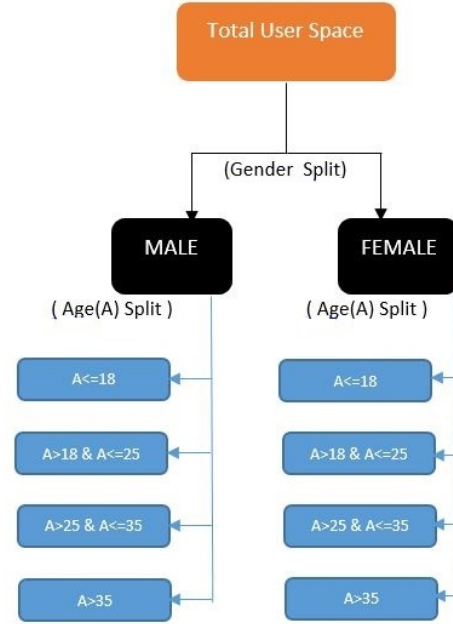 Total User Space
(Gender Split)
MALE
FEMALE
( Age(A) Split )
( Age(A) Split )
A<=18
A<=18
A>18 & A<=25
A>18 & A<=25
A>25 & A<=35
A>25 & A<=35
A>35
A>35